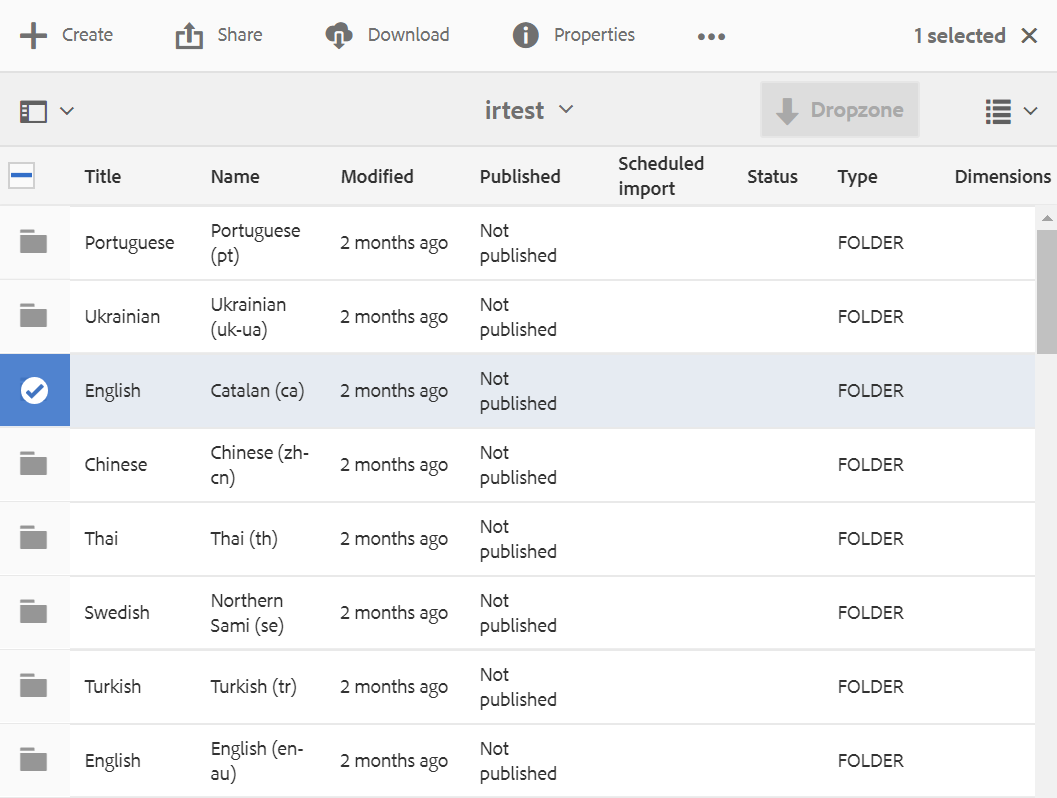 Create Share Download Properties ••• 1 selected
irtest Dropzone
Title Name Modified Published Scheduled import Status Type Dimensions
Portuguese Portuguese (pt) 2 months ago Not published FOLDER
Ukrainian Ukrainian (uk-ua) 2 months ago Not published FOLDER
English Catalan (ca) 2 months ago Not published FOLDER
Chinese Chinese (zh-cn) 2 months ago Not published FOLDER
Thai Thai (th) 2 months ago Not published FOLDER
Swedish Northern Sami (se) 2 months ago Not published FOLDER
Turkish Turkish (tr) 2 months ago Not published FOLDER
English English (en-au) 2 months ago Not published FOLDER